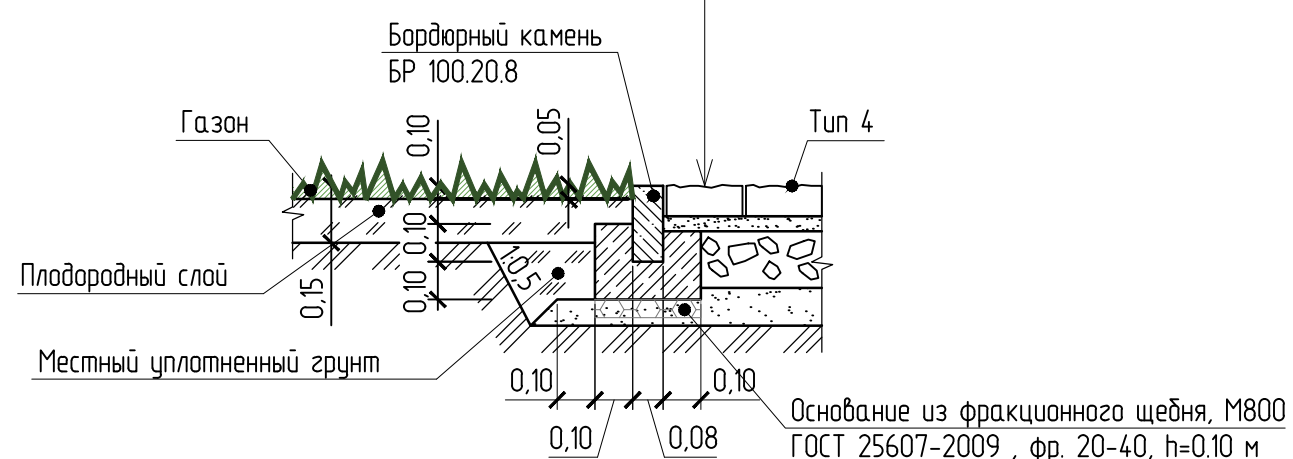 Бордюрный камень
БР 100.20.8
Газон
0,10
0,05
Тип 4
0,10
1:0,5
Плодородный слой
0,15
0,10
Местный уплотненный грунт
0,10
0,10
0,10
0,08
Основание из фракционного щебня, М800
ГОСТ 25607-2009 , фр. 20-40, h=0.10 м